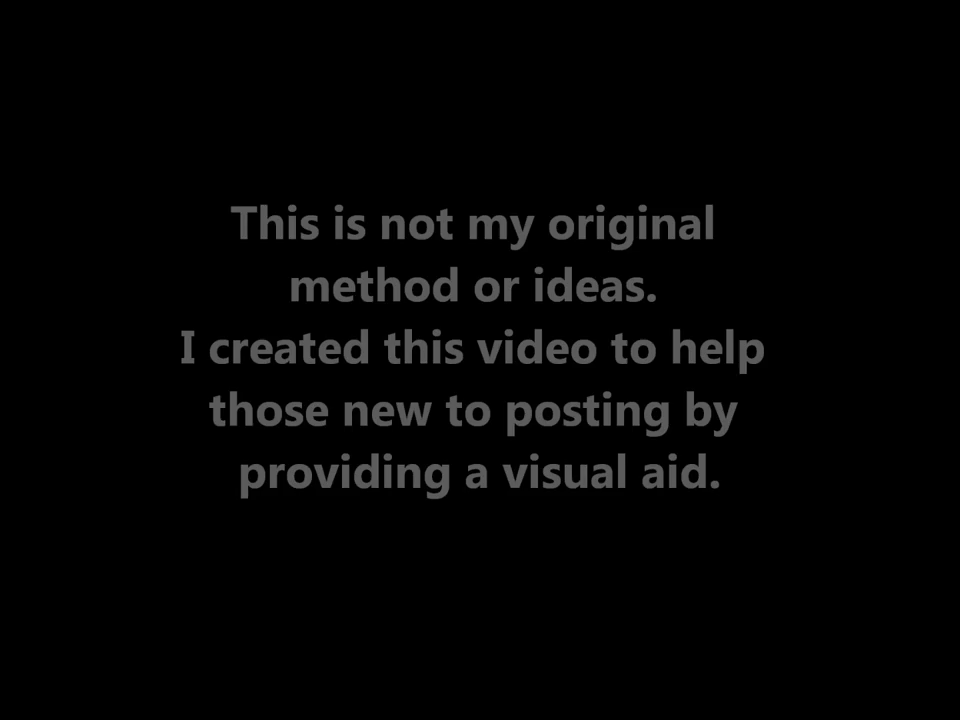 This is not my original
method or ideas.
I created this video to help
those new to posting by
providing a visual aid.